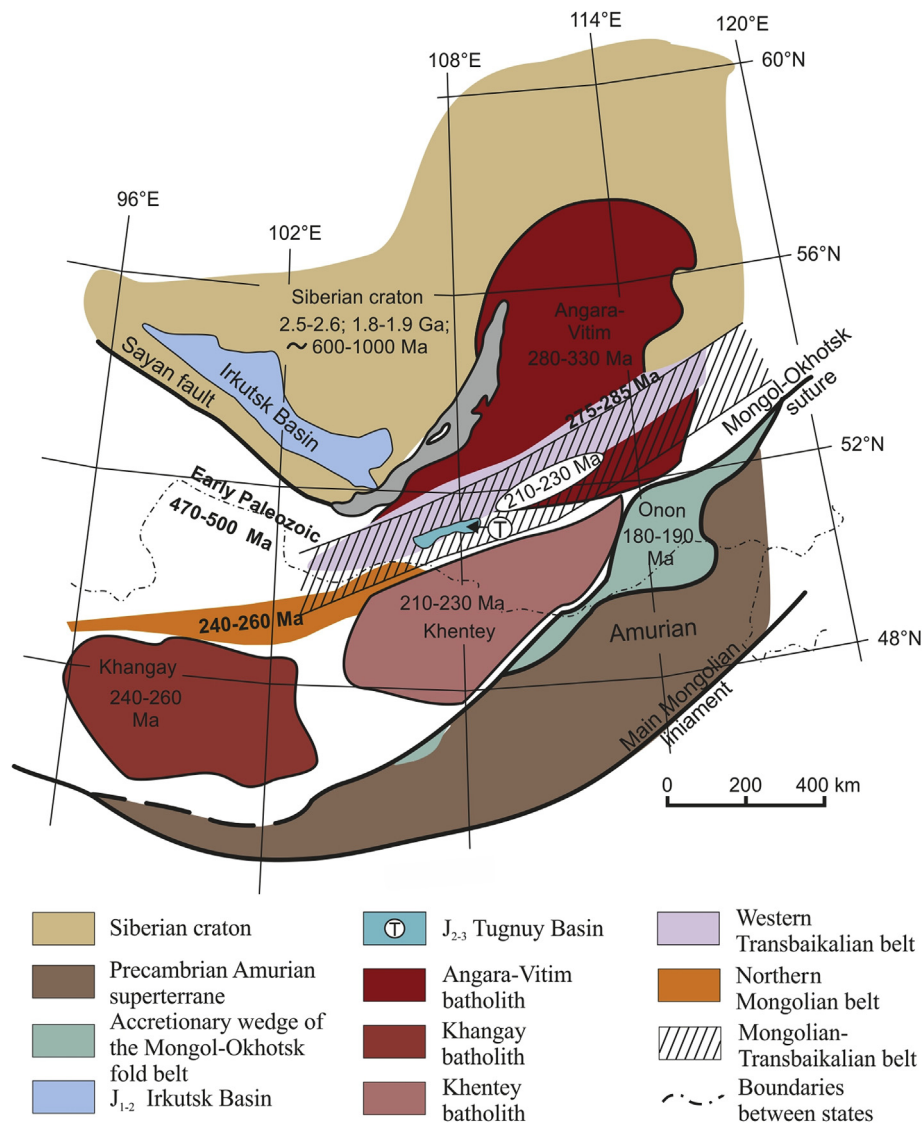 114°E
120°E
108°E
60°N
96°E
102°E
56°N
Siberian craton
2.5-2.6; 1.8-1.9 Ga;
~ 600-1000 Ma
Angara-
Vitim
280-330 Ma
Sayan fault
Irkutsk Basin
275-285 Ma
Mongol-Okhotsk
suture
52°N
Early Paleozoic
470-500 Ma
210-230 Ma
T
Onon
180-190
Ma
240-260 Ma
210-230 Ma
Khentey
Amurian
48°N
Khangay
240-260
Ma
Main Mongolian
liniament
0 200 400 km
Siberian craton
Precambrian Amurian
superterrane
Accretionary wedge of
the Mongol-Okhotsk
fold belt
J1-2 Irkutsk Basin
T J2-3 Tugnuy Basin
Angara-Vitim
batholith
Khangay
batholith
Khentey
batholith
Western
Transbaikalian belt
Northern
Mongolian belt
Mongolian-
Transbaikalian belt
Boundaries
between states